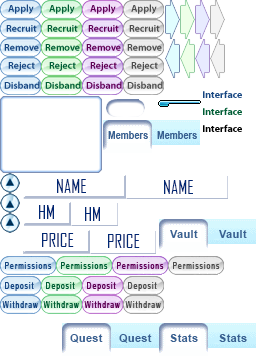 Apply Apply Apply Apply
Recruit Recruit Recruit Recruit
Remove Remove Remove Remove
Reject Reject Reject Reject
Disband Disband Disband Disband
Interface
Interface
Interface
Members Members
NAME NAME
HM HM
PRICE PRICE
Vault Vault
Permissions Permissions Permissions Permissions
Deposit Deposit Deposit Deposit
Withdraw Withdraw Withdraw Withdraw
Quest Quest Stats Stats